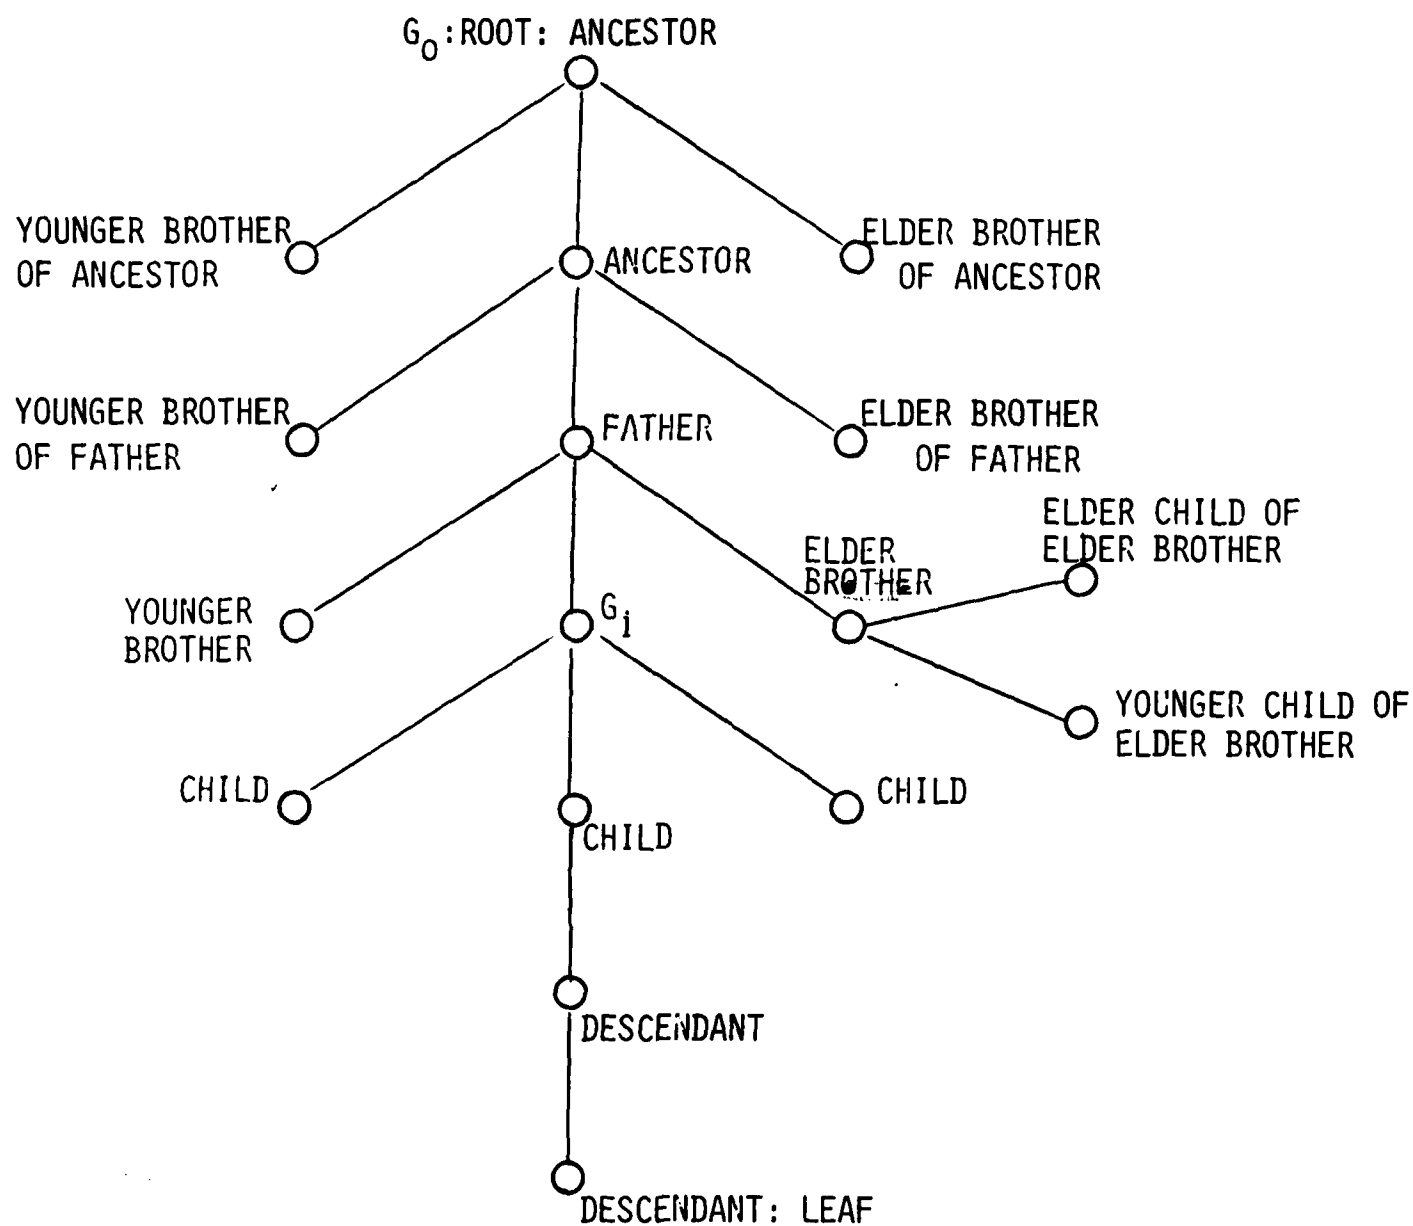 G0:ROOT: ANCESTOR
YOUNGER BROTHER
OF ANCESTOR
ANCESTOR
ELDER BROTHER
OF ANCESTOR
YOUNGER BROTHER
OF FATHER
FATHER
ELDER BROTHER
OF FATHER
ELDER CHILD OF
ELDER BROTHER
ELDER
BROTHER
YOUNGER
BROTHER
Gi
YOUNGER CHILD OF
ELDER BROTHER
CHILD
CHILD
CHILD
DESCENDANT
DESCENDANT: LEAF